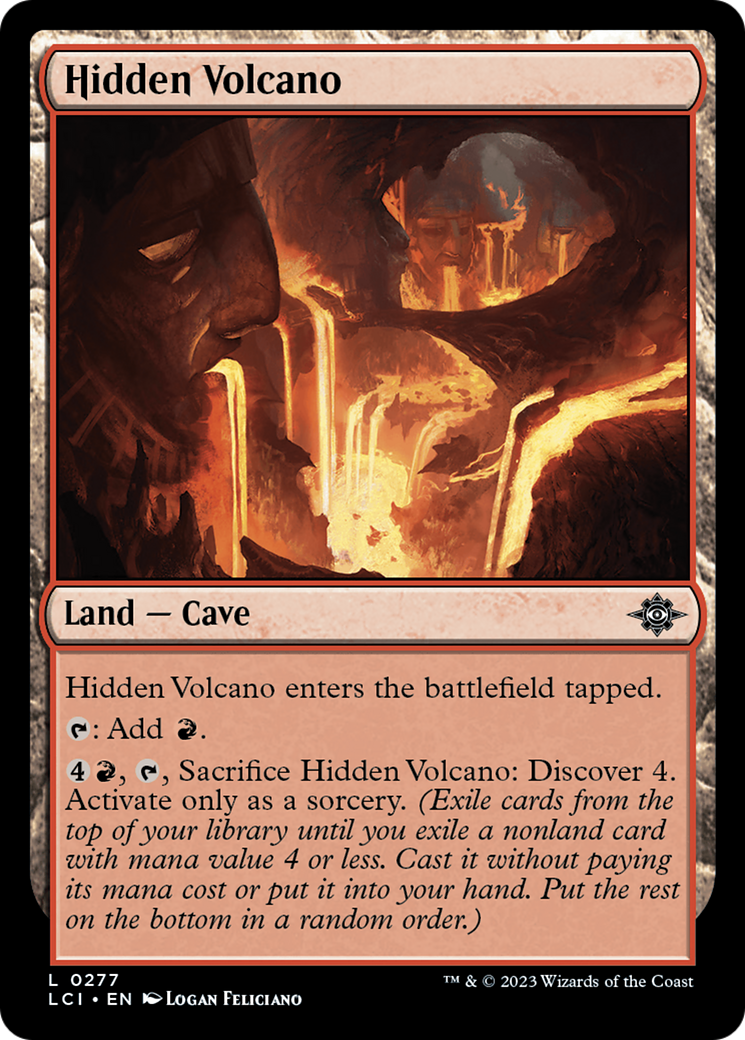 Hidden Volcano
Land — Cave
Hidden Volcano enters the battlefield tapped.
: Add .
4, , Sacrifice Hidden Volcano: Discover 4.
Activate only as a sorcery. (Exile cards from the
top of your library until you exile a nonland card
with mana value 4 or less. Cast it without paying
its mana cost or put it into your hand. Put the rest
on the bottom in a random order.)
L 0277
LCI • EN Logan Feliciano
™ & © 2023 Wizards of the Coast